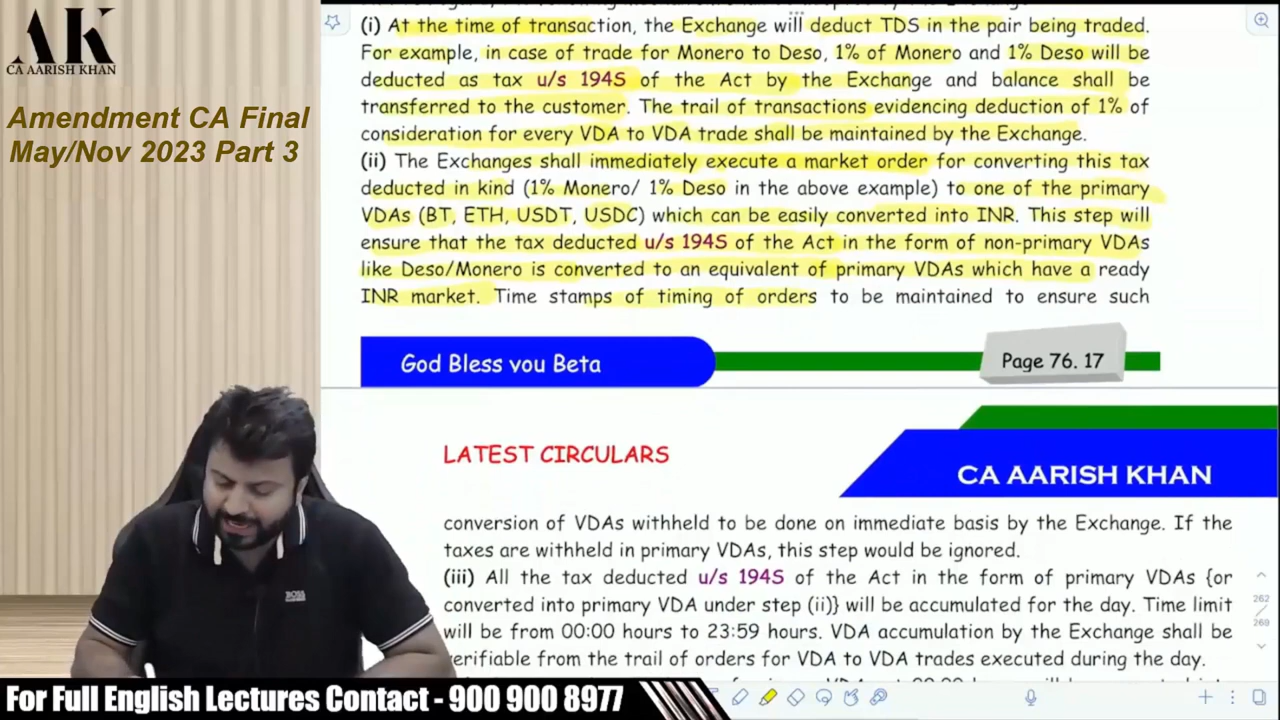 AK
CA AARISH KHAN
Amendment CA Final
May/Nov 2023 Part 3
(i) At the time of transaction, the Exchange will deduct TDS in the pair being traded.
For example, in case of trade for Monero to Deso, 1% of Monero and 1% Deso will be
deducted as tax u/s 194S of the Act by the Exchange and balance shall be
transferred to the customer. The trail of transactions evidencing deduction of 1% of
consideration for every VDA to VDA trade shall be maintained by the Exchange.
(ii) The Exchanges shall immediately execute a market order for converting this tax
deducted in kind (1% Monero/ 1% Deso in the above example) to one of the primary
VDAs (BT, ETH, USDT, USDC) which can be easily converted into INR. This step will
ensure that the tax deducted u/s 194S of the Act in the form of non-primary VDAs
like Deso/Monero is converted to an equivalent of primary VDAs which have a ready
INR market. Time stamps of timing of orders to be maintained to ensure such
God Bless you Beta
Page 76. 17
LATEST CIRCULARS
CA AARISH KHAN
conversion of VDAs withheld to be done on immediate basis by the Exchange. If the
taxes are withheld in primary VDAs, this step would be ignored.
(iii) All the tax deducted u/s 194S of the Act in the form of primary VDAs {or
converted into primary VDA under step (ii)} will be accumulated for the day. Time limit
will be from 00:00 hours to 23:59 hours. VDA accumulation by the Exchange shall be
verifiable from the trail of orders for VDA to VDA trades executed during the day.
262
269
BOSS
For Full English Lectures Contact - 900 900 8977